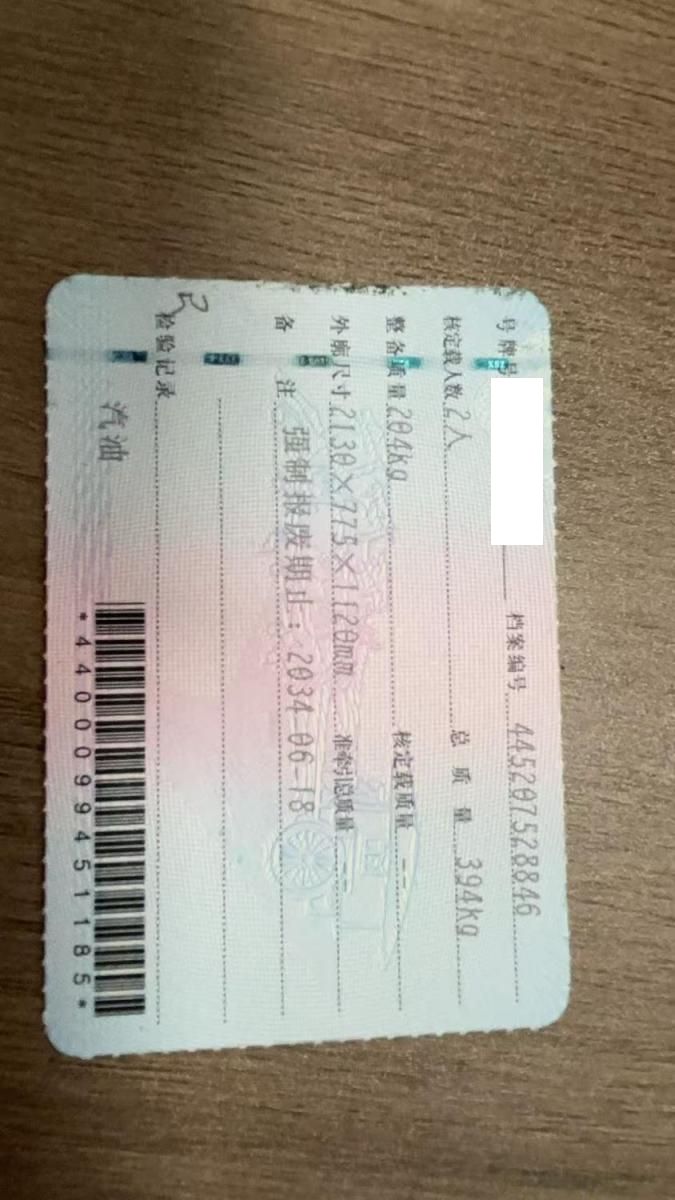 号牌号 档案编号 445207528846
核定载人数 2人 总质量 394kg
整备质量 204kg 核定载质量 --
外廓尺寸 2130×775×1120mm 准牵引总质量 --
备注 强制报废期止：2034-06-18
检验记录
汽油
*4400099451185*